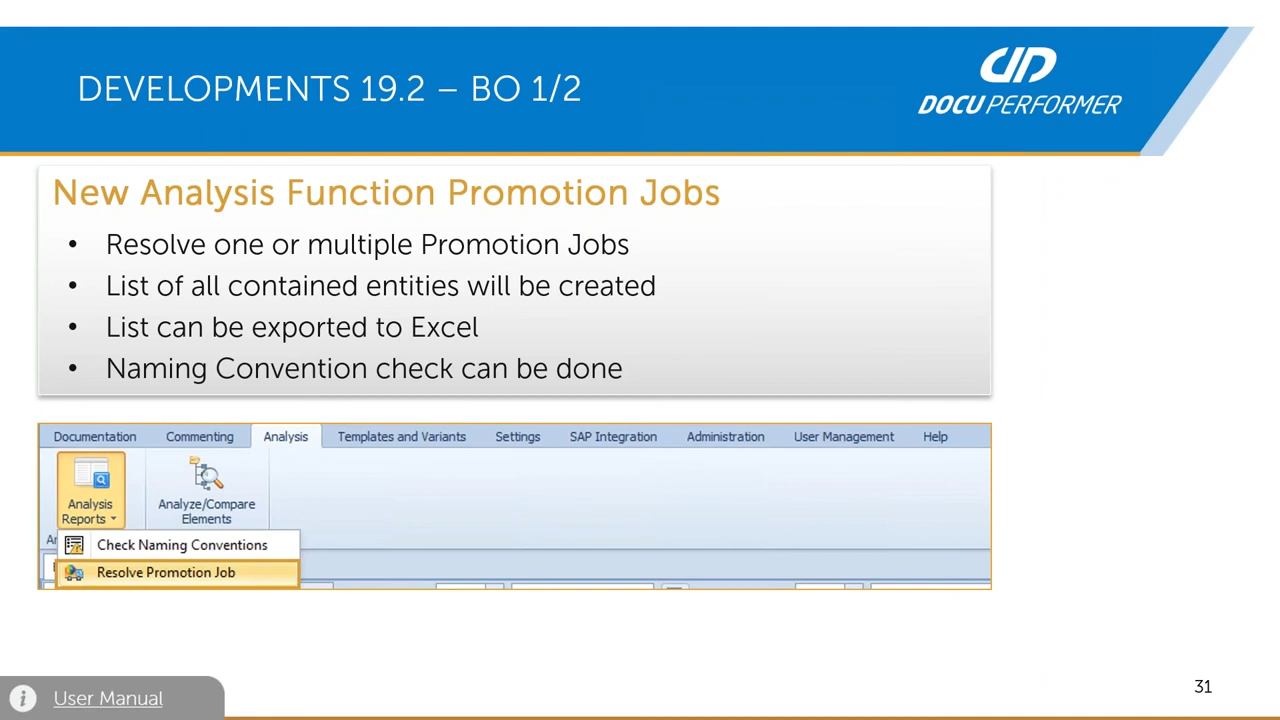 DEVELOPMENTS 19.2 – BO 1/2
DOCU PERFORMER
New Analysis Function Promotion Jobs
• Resolve one or multiple Promotion Jobs
• List of all contained entities will be created
• List can be exported to Excel
• Naming Convention check can be done
Documentation Commenting Analysis Templates and Variants Settings SAP Integration Administration User Management Help
Analysis Reports
Analyze/Compare Elements
Check Naming Conventions
Resolve Promotion Job
User Manual
31